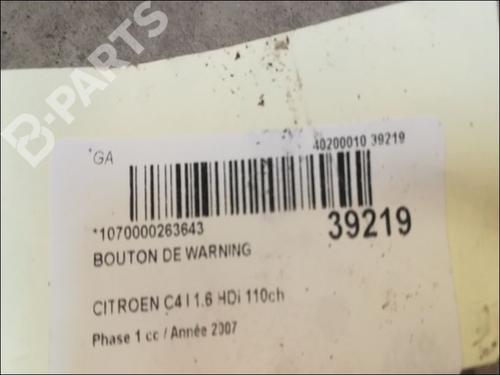 B-PARTS
*GA
40200010 39219
*1070000263643
39219
BOUTON DE WARNING
CITROEN C4 I 1.6 HDi 110ch
Phase 1 cc / Année 2007